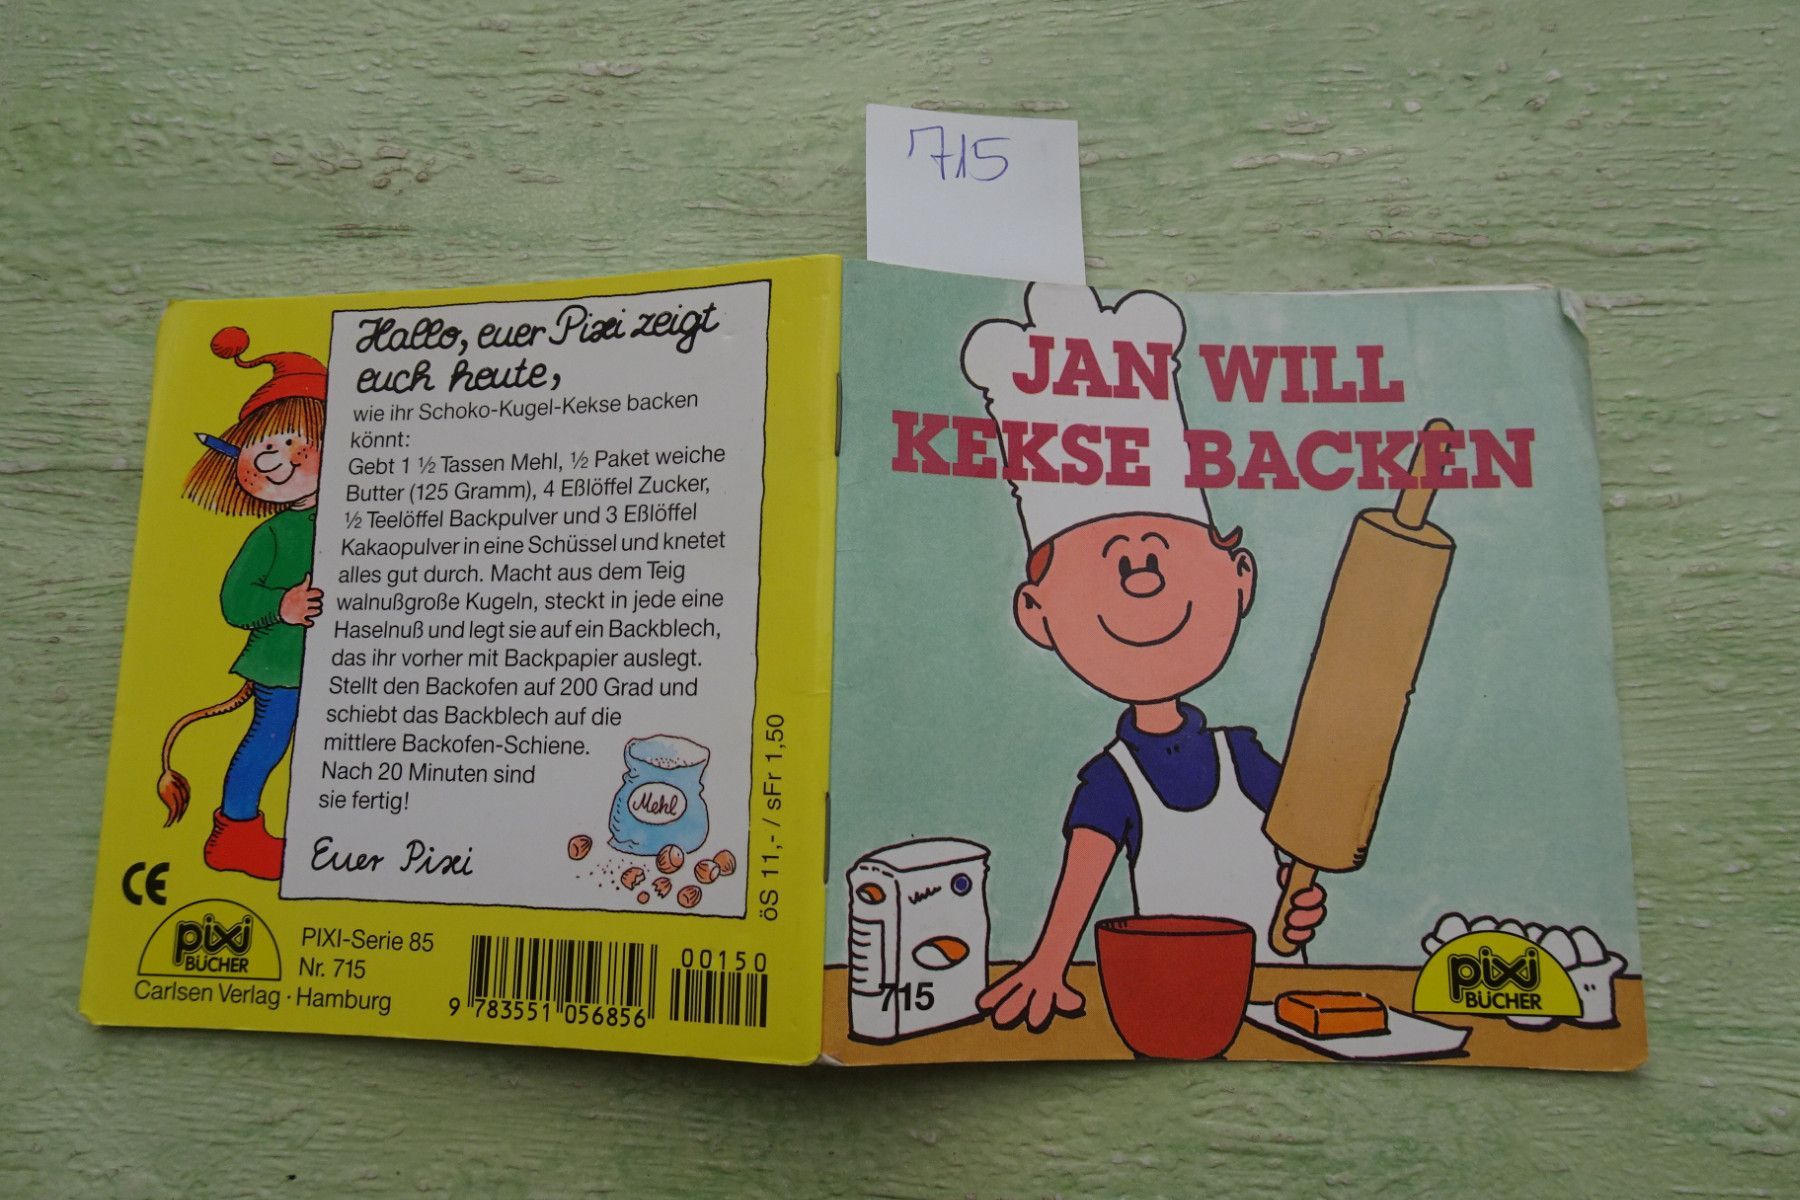 715
Hallo, euer Pixi zeigt
euch heute,
wie ihr Schoko-Kugel-Kekse backen
könnt:
Gebt 1 ½ Tassen Mehl, ½ Paket weiche
Butter (125 Gramm), 4 Eßlöffel Zucker,
½ Teelöffel Backpulver und 3 Eßlöffel
Kakaopulver in eine Schüssel und knetet
alles gut durch. Macht aus dem Teig
walnußgroße Kugeln, steckt in jede eine
Haselnuß und legt sie auf ein Backblech,
das ihr vorher mit Backpapier auslegt.
Stellt den Backofen auf 200 Grad und
schiebt das Backblech auf die
mittlere Backofen-Schiene.
Nach 20 Minuten sind
sie fertig!
Euer Pixi
Mehl
öS 11,- / sFr 1,50
CE
pixi
BÜCHER
Carlsen Verlag · Hamburg
PIXI-Serie 85
Nr. 715
00150
9 783551 056856
JAN WILL
KEKSE BACKEN
715
pixi
BÜCHER